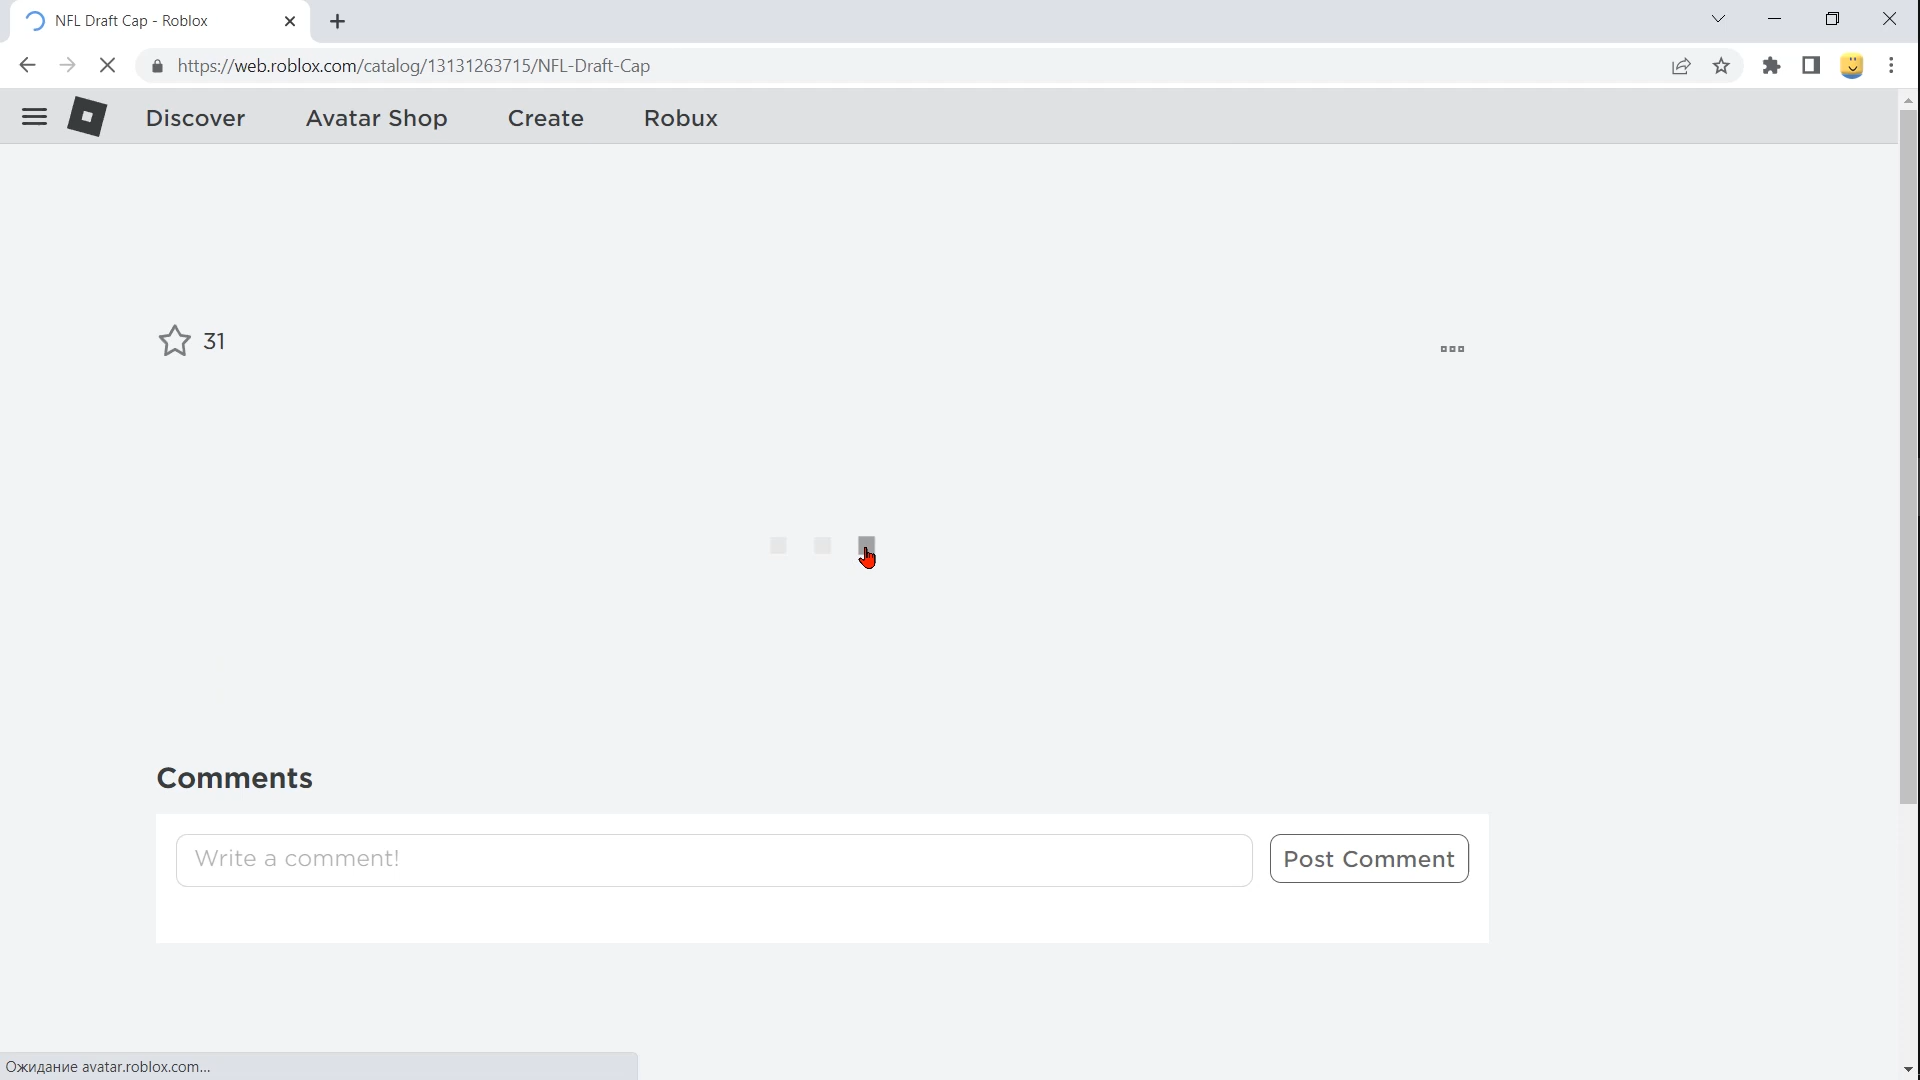 NFL Draft Cap - Roblox
https://web.roblox.com/catalog/13131263715/NFL-Draft-Cap
Discover
Avatar Shop
Create
Robux
31
Comments
Write a comment!
Post Comment
Ожидание avatar.roblox.com...